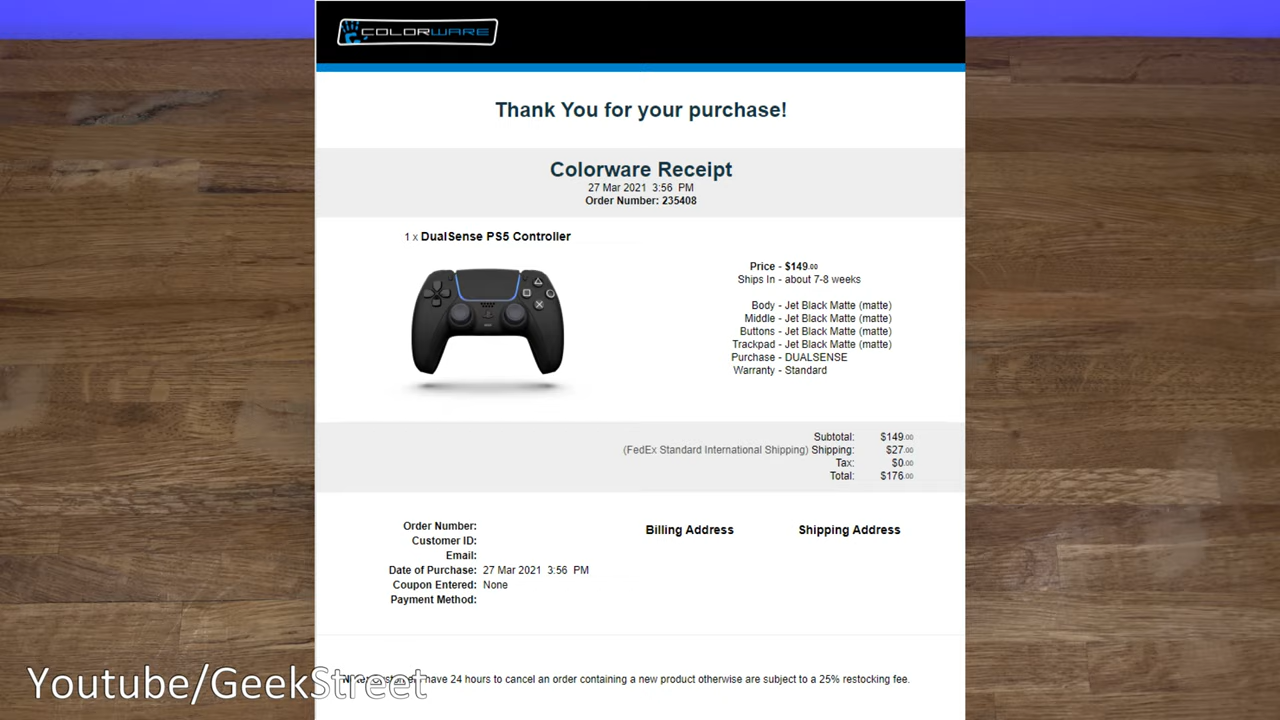 COLORWARE
Thank You for your purchase!
Colorware Receipt
27 Mar 2021 3:56 PM
Order Number: 235408
1 x DualSense PS5 Controller
Price - $149.00
Ships In - about 7-8 weeks
Body - Jet Black Matte (matte)
Middle - Jet Black Matte (matte)
Buttons - Jet Black Matte (matte)
Trackpad - Jet Black Matte (matte)
Purchase - DUALSENSE
Warranty - Standard
Subtotal: $149.00
(FedEx Standard International Shipping) Shipping: $27.00
Tax: $0.00
Total: $176.00
Order Number:
Customer ID:
Email:
Date of Purchase: 27 Mar 2021 3:56 PM
Coupon Entered: None
Payment Method:
Billing Address
Shipping Address
have 24 hours to cancel an order containing a new product otherwise are subject to a 25% restocking fee.
Youtube/GeekStreet